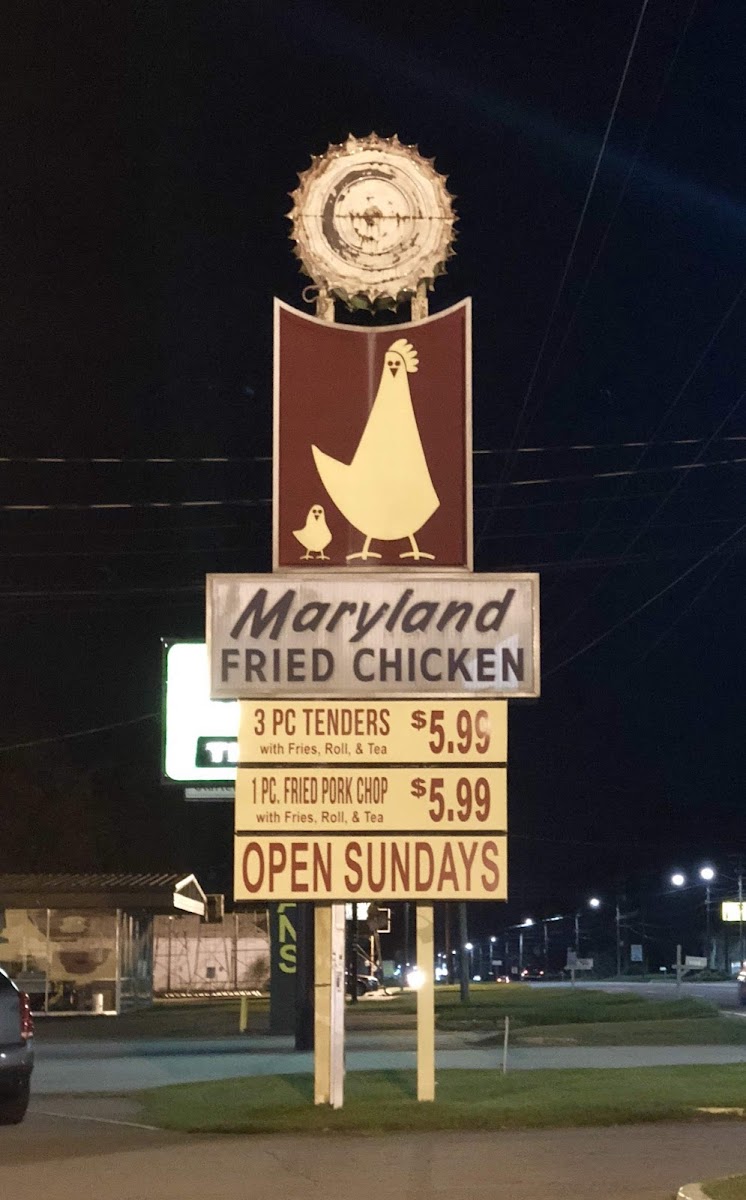 Maryland
FRIED CHICKEN
3 PC TENDERS $5.99
with Fries, Roll, & Tea
1 PC. FRIED PORK CHOP $5.99
with Fries, Roll, & Tea
OPEN SUNDAYS